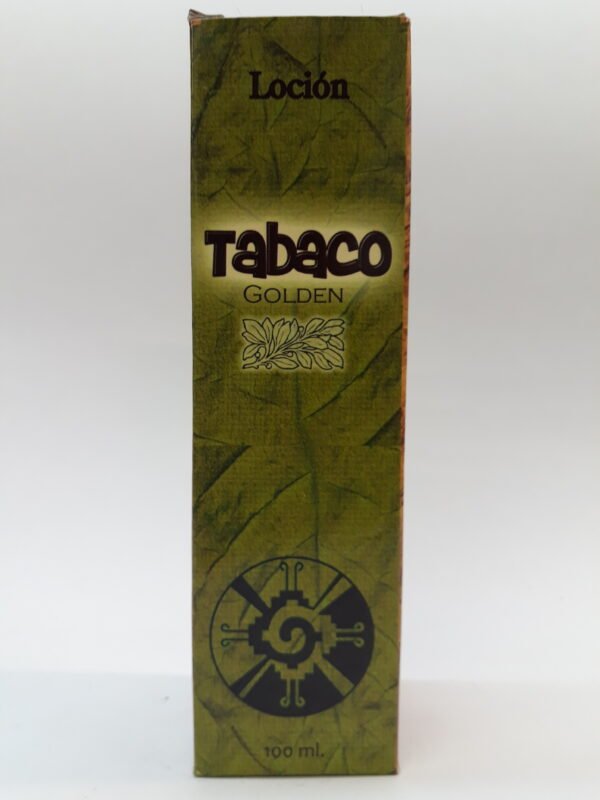 Loción
Tabaco
GOLDEN
100 ml.